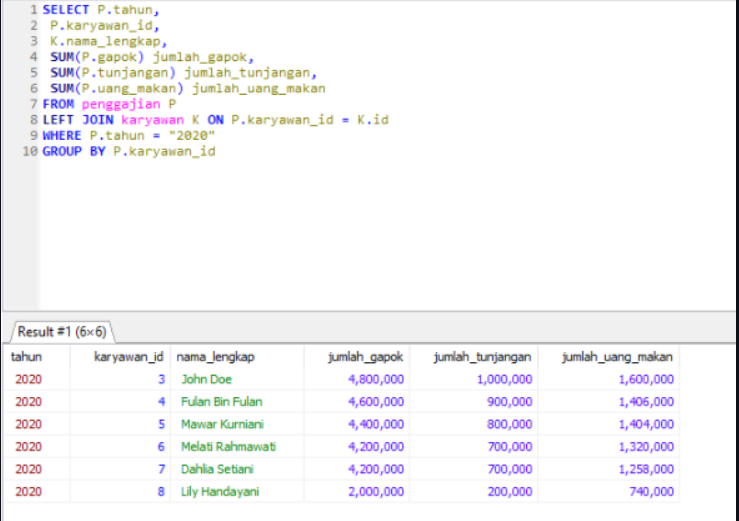 1 SELECT P.tahun,
2 P.karyawan_id,
3 K.nama_lengkap,
4 SUM(P.gapok) jumlah_gapok,
5 SUM(P.tunjangan) jumlah_tunjangan,
6 SUM(P.uang_makan) jumlah_uang_makan
7 FROM penggajian P
8 LEFT JOIN karyawan K ON P.karyawan_id = K.id
9 WHERE P.tahun = "2020"
10 GROUP BY P.karyawan_id
Result #1 (6×6)
tahun karyawan_id nama_lengkap jumlah_gapok jumlah_tunjangan jumlah_uang_makan
2020 3 John Doe 4,800,000 1,000,000 1,600,000
2020 4 Fulan Bin Fulan 4,600,000 900,000 1,406,000
2020 5 Mawar Kurniani 4,400,000 800,000 1,404,000
2020 6 Melati Rahmawati 4,200,000 700,000 1,320,000
2020 7 Dahlia Setiani 4,200,000 700,000 1,258,000
2020 8 Lily Handayani 2,000,000 200,000 740,000